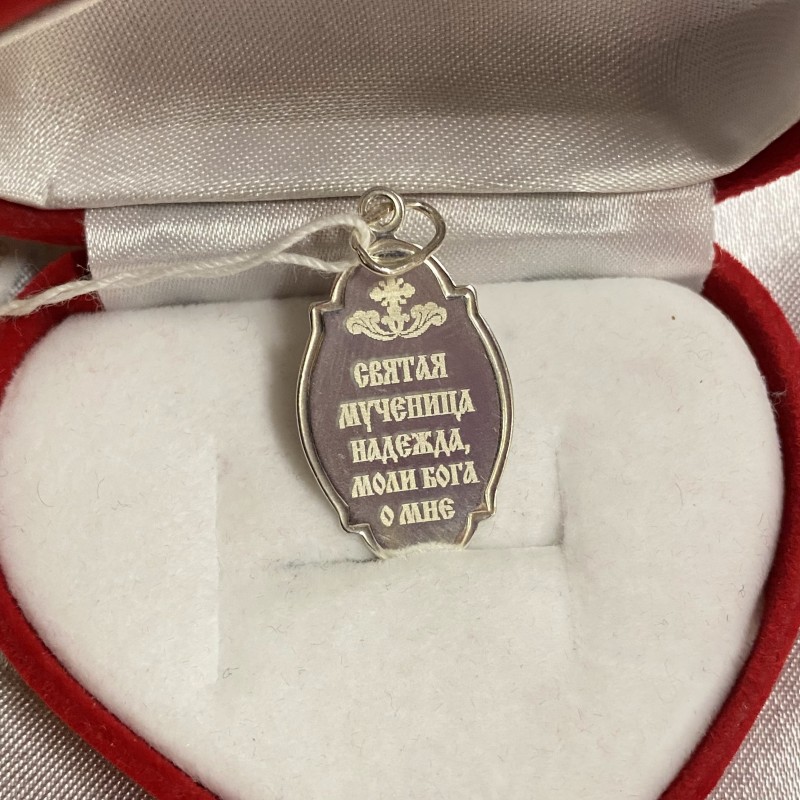 СВЯТАЯ
МУЧЕНИЦА
НАДЕЖДА,
МОЛИ БОГА
О МНЕ